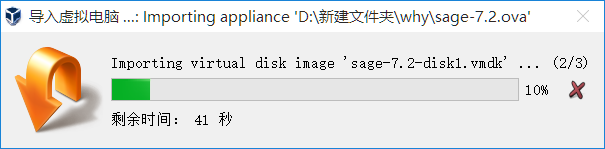 导入虚拟电脑 ...: Importing appliance 'D:\新建文件夹\why\sage-7.2.ova'
Importing virtual disk image 'sage-7.2-disk1.vmdk' ... (2/3)
10%
剩余时间： 41 秒